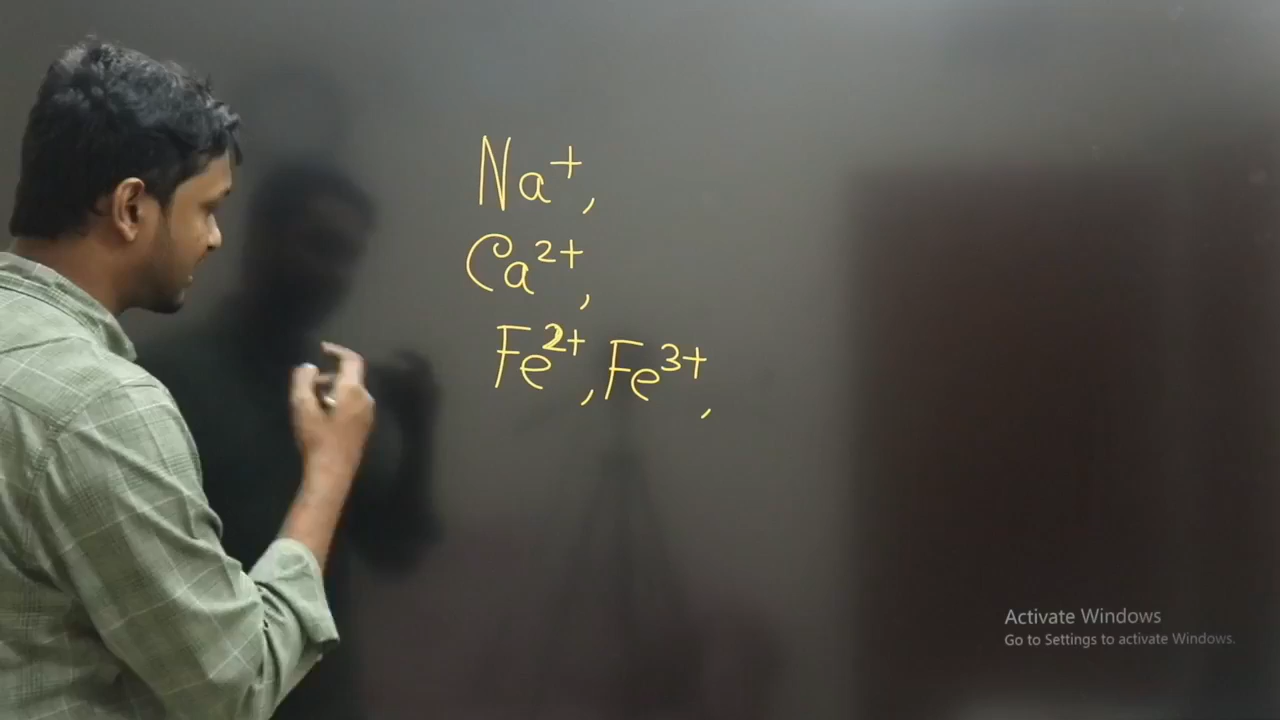 Na⁺,
Ca²⁺,
Fe²⁺, Fe³⁺,
Activate Windows
Go to Settings to activate Windows.